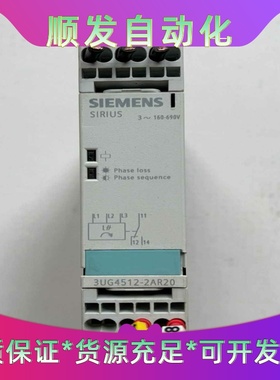 顺发自动化
SIEMENS
SIRIUS
3~ 160-690V
Phase loss
Phase sequence
L1 L2 L3 11
12 14
3UG4512-2AR20
质保证*货源充足*可开发